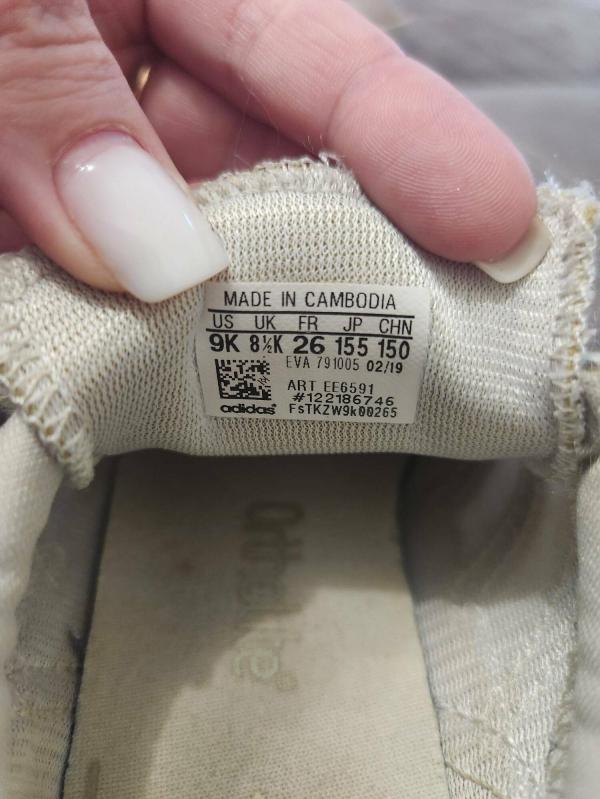 MADE IN CAMBODIA
US UK FR JP CHN
9K 8½K 26 155 150
EVA 791005 02/19
ART EE6591
#122186746
adidas FsTKZW9k00265
Ortholite®